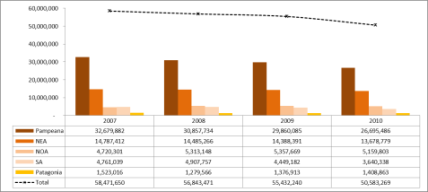 60,000,000
50,000,000
40,000,000
30,000,000
20,000,000
10,000,000
-
2007 2008 2009 2010
Pampeana 32,679,882 30,857,734 29,860,085 26,695,486
NEA 14,787,412 14,485,266 14,388,391 13,678,779
NOA 4,720,301 5,313,148 5,357,669 5,159,803
SA 4,761,039 4,907,757 4,449,182 3,640,338
Patagonia 1,523,016 1,279,566 1,376,913 1,408,863
Total 58,471,650 56,843,471 55,432,240 50,583,269